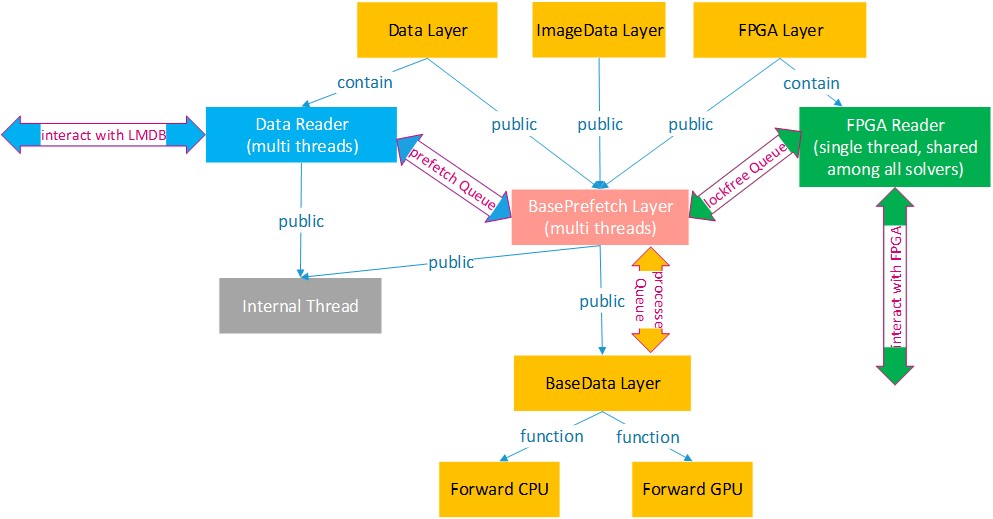 Data Layer
ImageData Layer
FPGA Layer
contain
contain
public
public
public
interact with LMDB
Data Reader
(multi threads)
prefetch Queue
lockfree Queue
FPGA Reader
(single thread, shared
among all solvers)
BasePrefetch Layer
(multi threads)
public
public
public
processe
Queue
interact with FPGA
Internal Thread
BaseData Layer
function
function
Forward CPU
Forward GPU